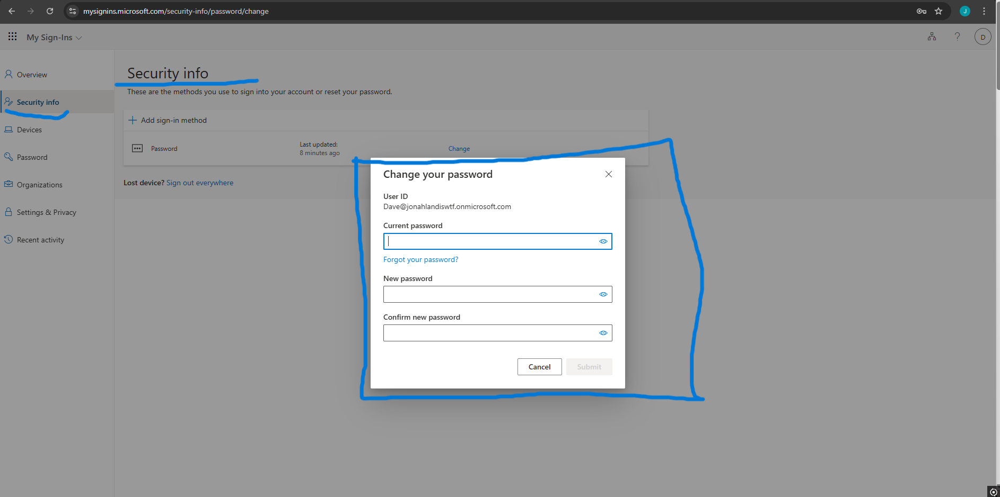 mysignins.microsoft.com/security-info/password/change
J
My Sign-Ins
?
D
Overview
Security info
Devices
Password
Organizations
Settings & Privacy
Recent activity
Security info
These are the methods you use to sign into your account or reset your password.
Add sign-in method
Password
Last updated:
8 minutes ago
Change
Lost device? Sign out everywhere
Change your password
User ID
Dave@jonahlandiswtf.onmicrosoft.com
Current password
Forgot your password?
New password
Confirm new password
Cancel
Submit